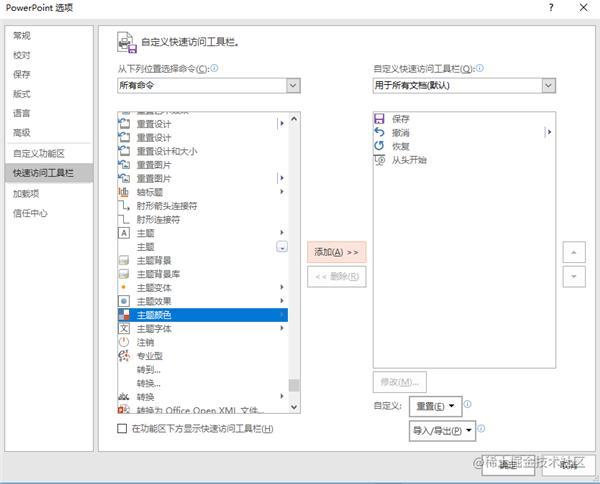 PowerPoint 选项
?
常规
校对
保存
版式
语言
高级
自定义功能区
快速访问工具栏
加载项
信任中心
自定义快速访问工具栏。
从下列位置选择命令(C):
所有命令
重置设计
重置设计
重置设计和大小
重置图片
重置图片
轴标题
肘形箭头连接符
肘形连接符
主题
主题
主题背景
主题背景库
主题变体
主题效果
主题颜色
主题字体
注销
专业型
转到...
转换...
转换
转换为 Office Open XML 文件...
在功能区下方显示快速访问工具栏(H)
添加(A) >>
<< 删除(R)
自定义快速访问工具栏(Q):
用于所有文档(默认)
保存
撤消
恢复
从头开始
修改(M)...
自定义:
重置(E)
导入/导出(P)
确定
取消
@稀土掘金技术社区